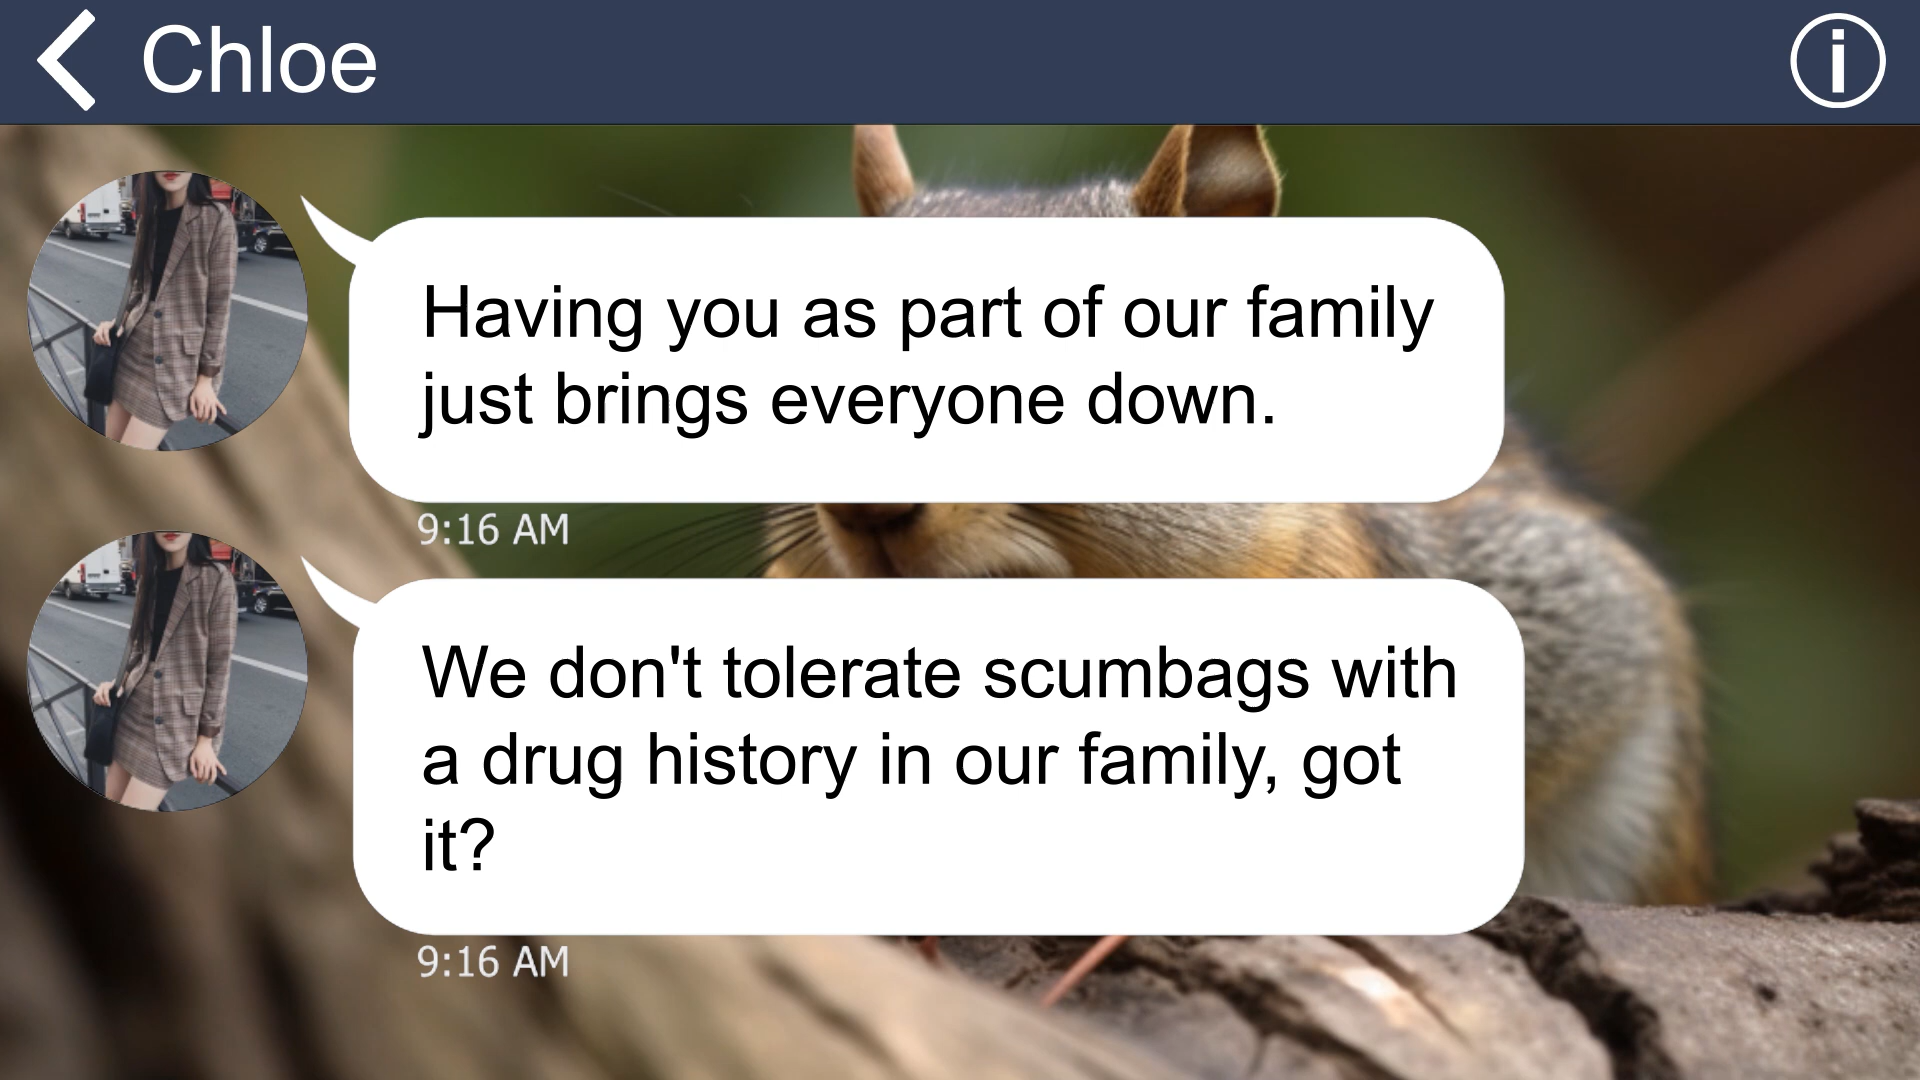 Chloe
Having you as part of our family
just brings everyone down.
9:16 AM
We don't tolerate scumbags with
a drug history in our family, got
it?
9:16 AM